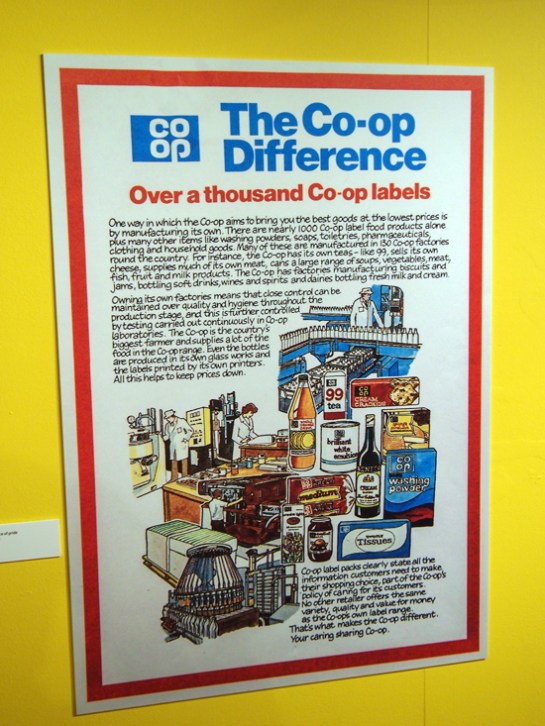 CO
OP
The Co-op
Difference
Over a thousand Co-op labels
One way in which the Co-op aims to bring you the best goods at the lowest prices is
by manufacturing its own. There are nearly 1000 Co-op label food products alone
plus many other items like washing powders, soaps, toiletries, pharmaceuticals,
clothing and household goods. Many of these are manufactured in 130 Co-op factories
round the country. For instance, the Co-op has its own teas - like 99, sells its own
cheese, supplies much of its own meat, cans a large range of soups, vegetables, meat,
fish, fruit and milk products. The Co-op has factories manufacturing biscuits and
jams, bottling soft drinks, wines and spirits and dairies bottling fresh milk and cream.
Owning its own factories means that close control can be
maintained over quality and hygiene throughout the
production stage, and this is further controlled
by testing carried out continuously in Co-op
laboratories. The Co-op is the country's
biggest farmer and supplies a lot of the
food in the Co-op range. Even the bottles
are produced in its own glass works and
the labels printed by its own printers.
All this helps to keep prices down.
99
tea
CREAM
CRACKERS
brilliant
white
emulsion
CREAM
CO
OP
washing
powder
medium
Tissues
Co-op label packs clearly state all the
information customers need to make
their shopping choice, part of the Co-op's
policy of caring for its customers.
No other retailer offers the same
variety, quality and value for money
as the Co-op's own label range.
That's what makes the Co-op different.
Your caring sharing Co-op.